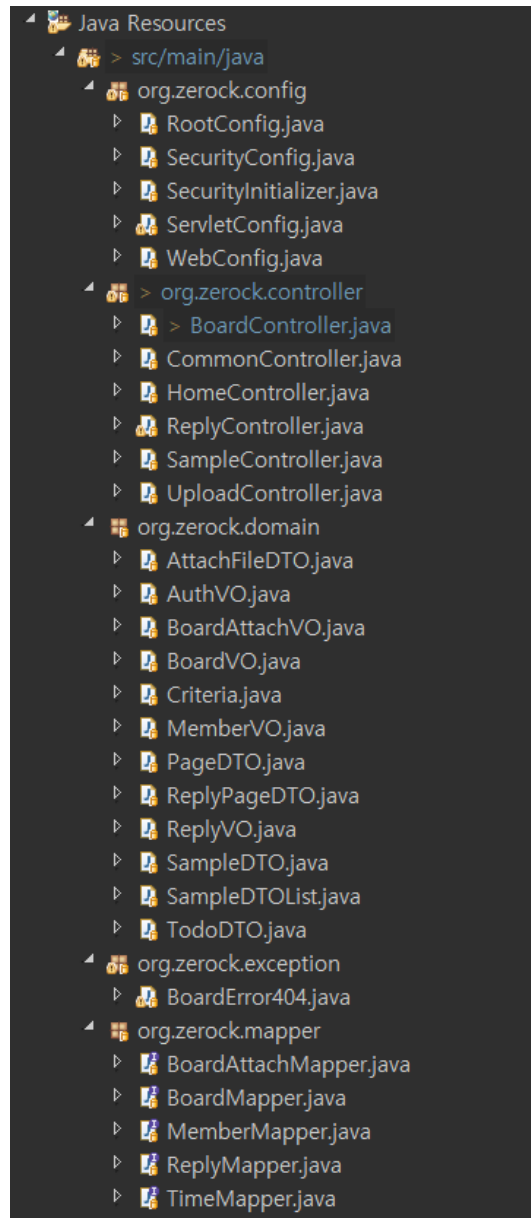 Java Resources
> src/main/java
org.zerock.config
RootConfig.java
SecurityConfig.java
SecurityInitializer.java
ServletConfig.java
WebConfig.java
> org.zerock.controller
> BoardController.java
CommonController.java
HomeController.java
ReplyController.java
SampleController.java
UploadController.java
org.zerock.domain
AttachFileDTO.java
AuthVO.java
BoardAttachVO.java
BoardVO.java
Criteria.java
MemberVO.java
PageDTO.java
ReplyPageDTO.java
ReplyVO.java
SampleDTO.java
SampleDTOList.java
TodoDTO.java
org.zerock.exception
BoardError404.java
org.zerock.mapper
BoardAttachMapper.java
BoardMapper.java
MemberMapper.java
ReplyMapper.java
TimeMapper.java